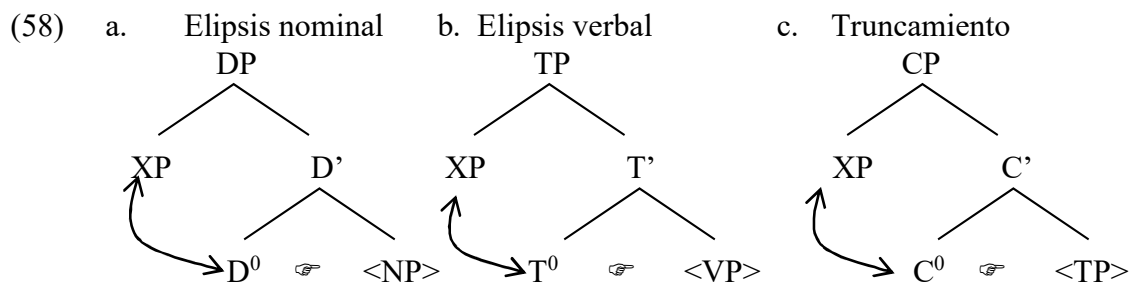 (58) a. Elipsis nominal b. Elipsis verbal c. Truncamiento
DP TP CP
XP D’ XP T’ XP C’
D⁰ ☞ <NP> T⁰ ☞ <VP> C⁰ ☞ <TP>